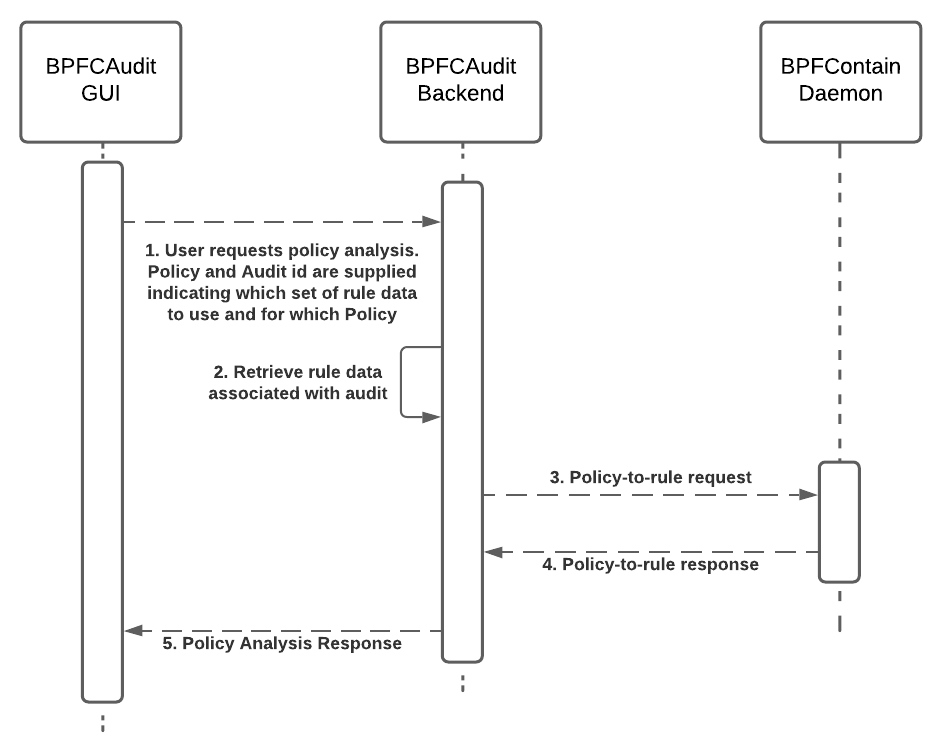 BPFCAudit
GUI
BPFCAudit
Backend
BPFContain
Daemon
1. User requests policy analysis.
Policy and Audit id are supplied
indicating which set of rule data
to use and for which Policy
2. Retrieve rule data
associated with audit
3. Policy-to-rule request
4. Policy-to-rule response
5. Policy Analysis Response